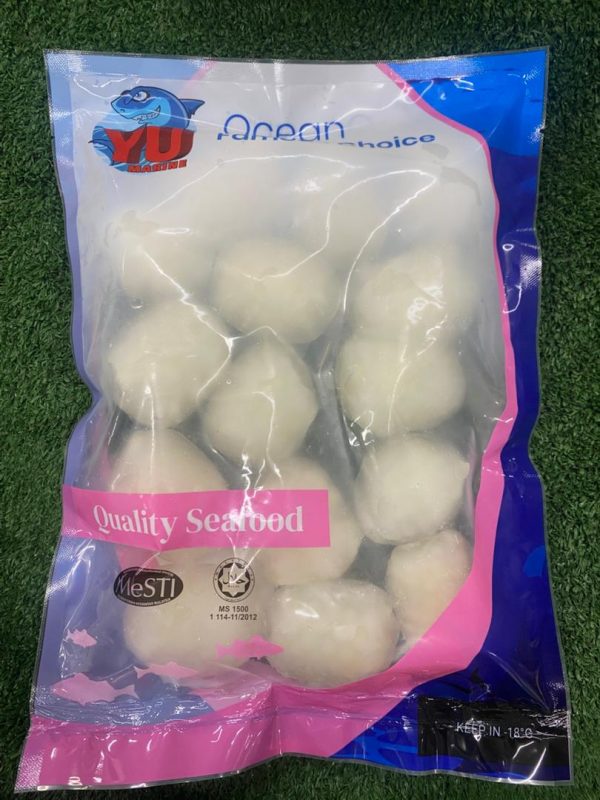 YU
MARINE
Ocean
Choice
Quality Seafood
MeSTI
MS 1500
1 114-11/2012
KEEP IN -18°C